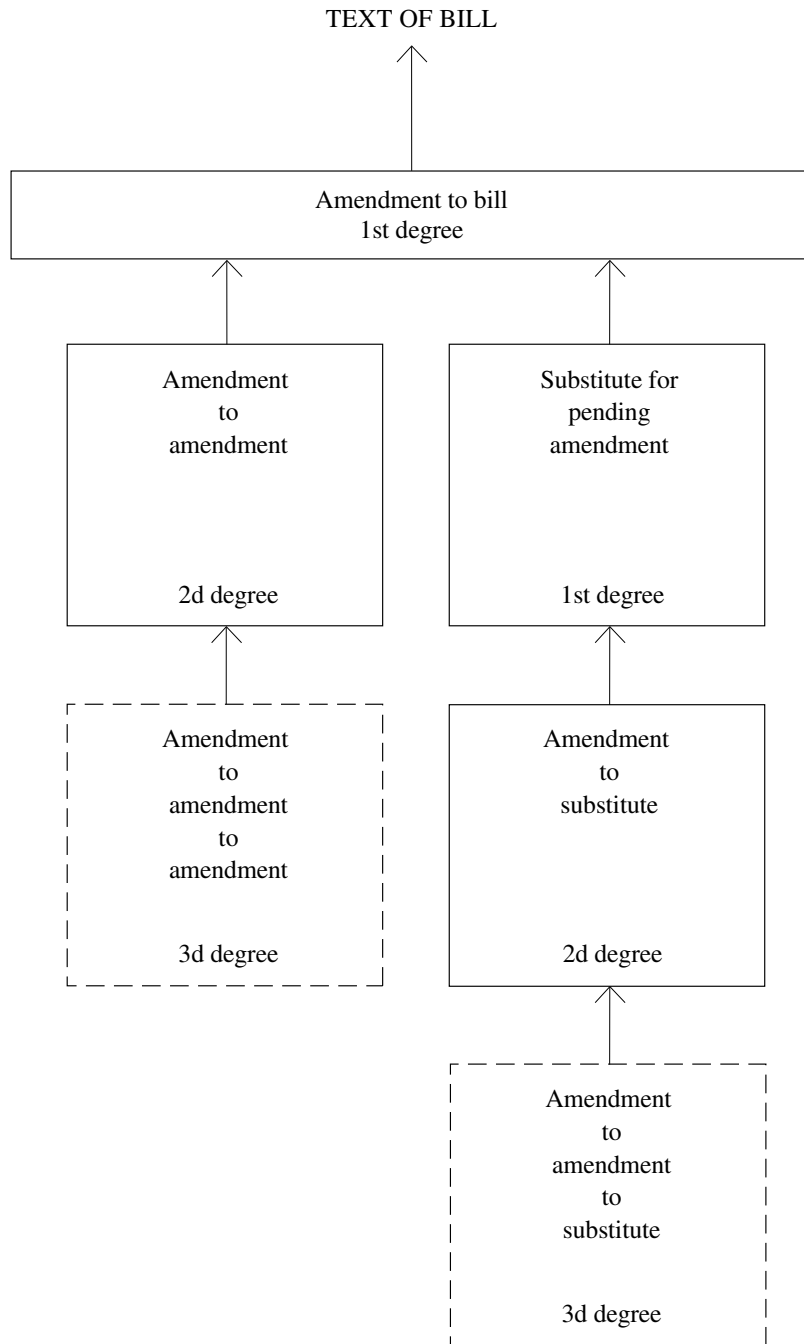 TEXT OF BILL
Amendment to bill
1st degree
Amendment
to
amendment
2d degree
Substitute for
pending
amendment
1st degree
Amendment
to
amendment
to
amendment
3d degree
Amendment
to
substitute
2d degree
Amendment
to
amendment
to
substitute
3d degree